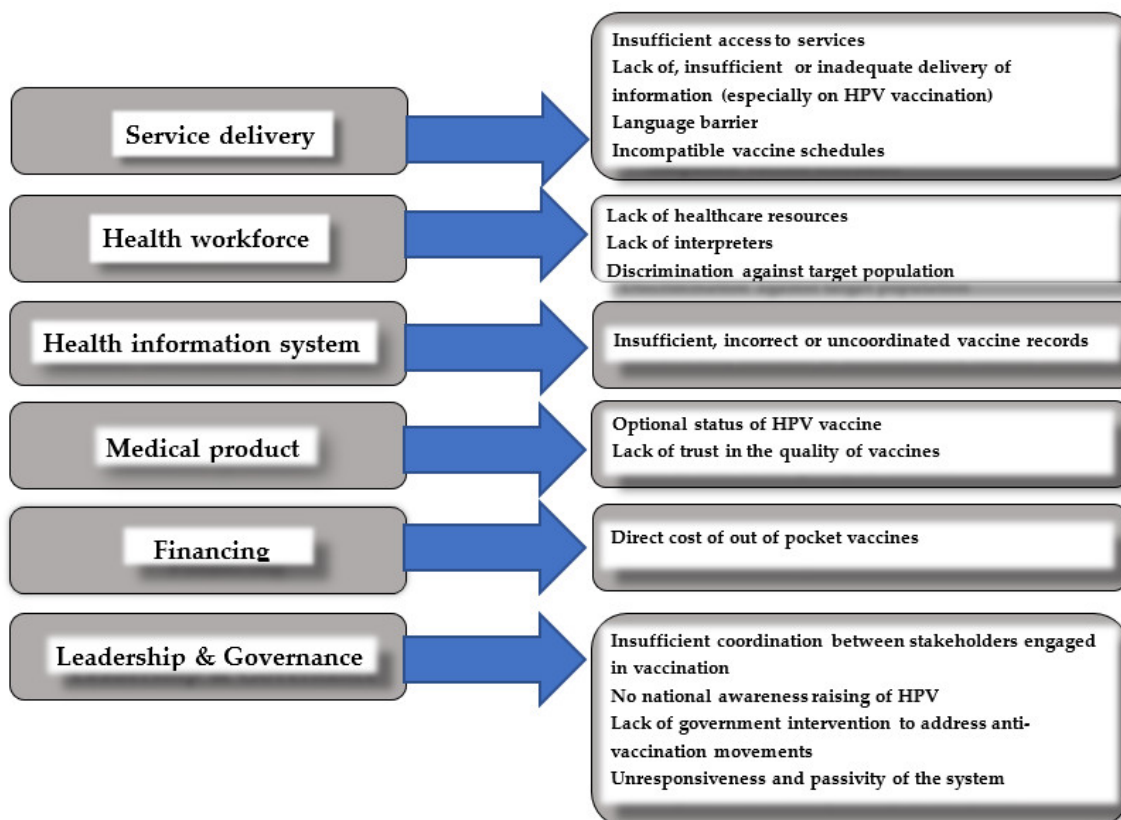 Service delivery
Insufficient access to services
Lack of, insufficient or inadequate delivery of
information (especially on HPV vaccination)
Language barrier
Incompatible vaccine schedules
Health workforce
Lack of healthcare resources
Lack of interpreters
Discrimination against target population
Health information system
Insufficient, incorrect or uncoordinated vaccine records
Medical product
Optional status of HPV vaccine
Lack of trust in the quality of vaccines
Financing
Direct cost of out of pocket vaccines
Leadership & Governance
Insufficient coordination between stakeholders engaged
in vaccination
No national awareness raising of HPV
Lack of government intervention to address anti-
vaccination movements
Unresponsiveness and passivity of the system